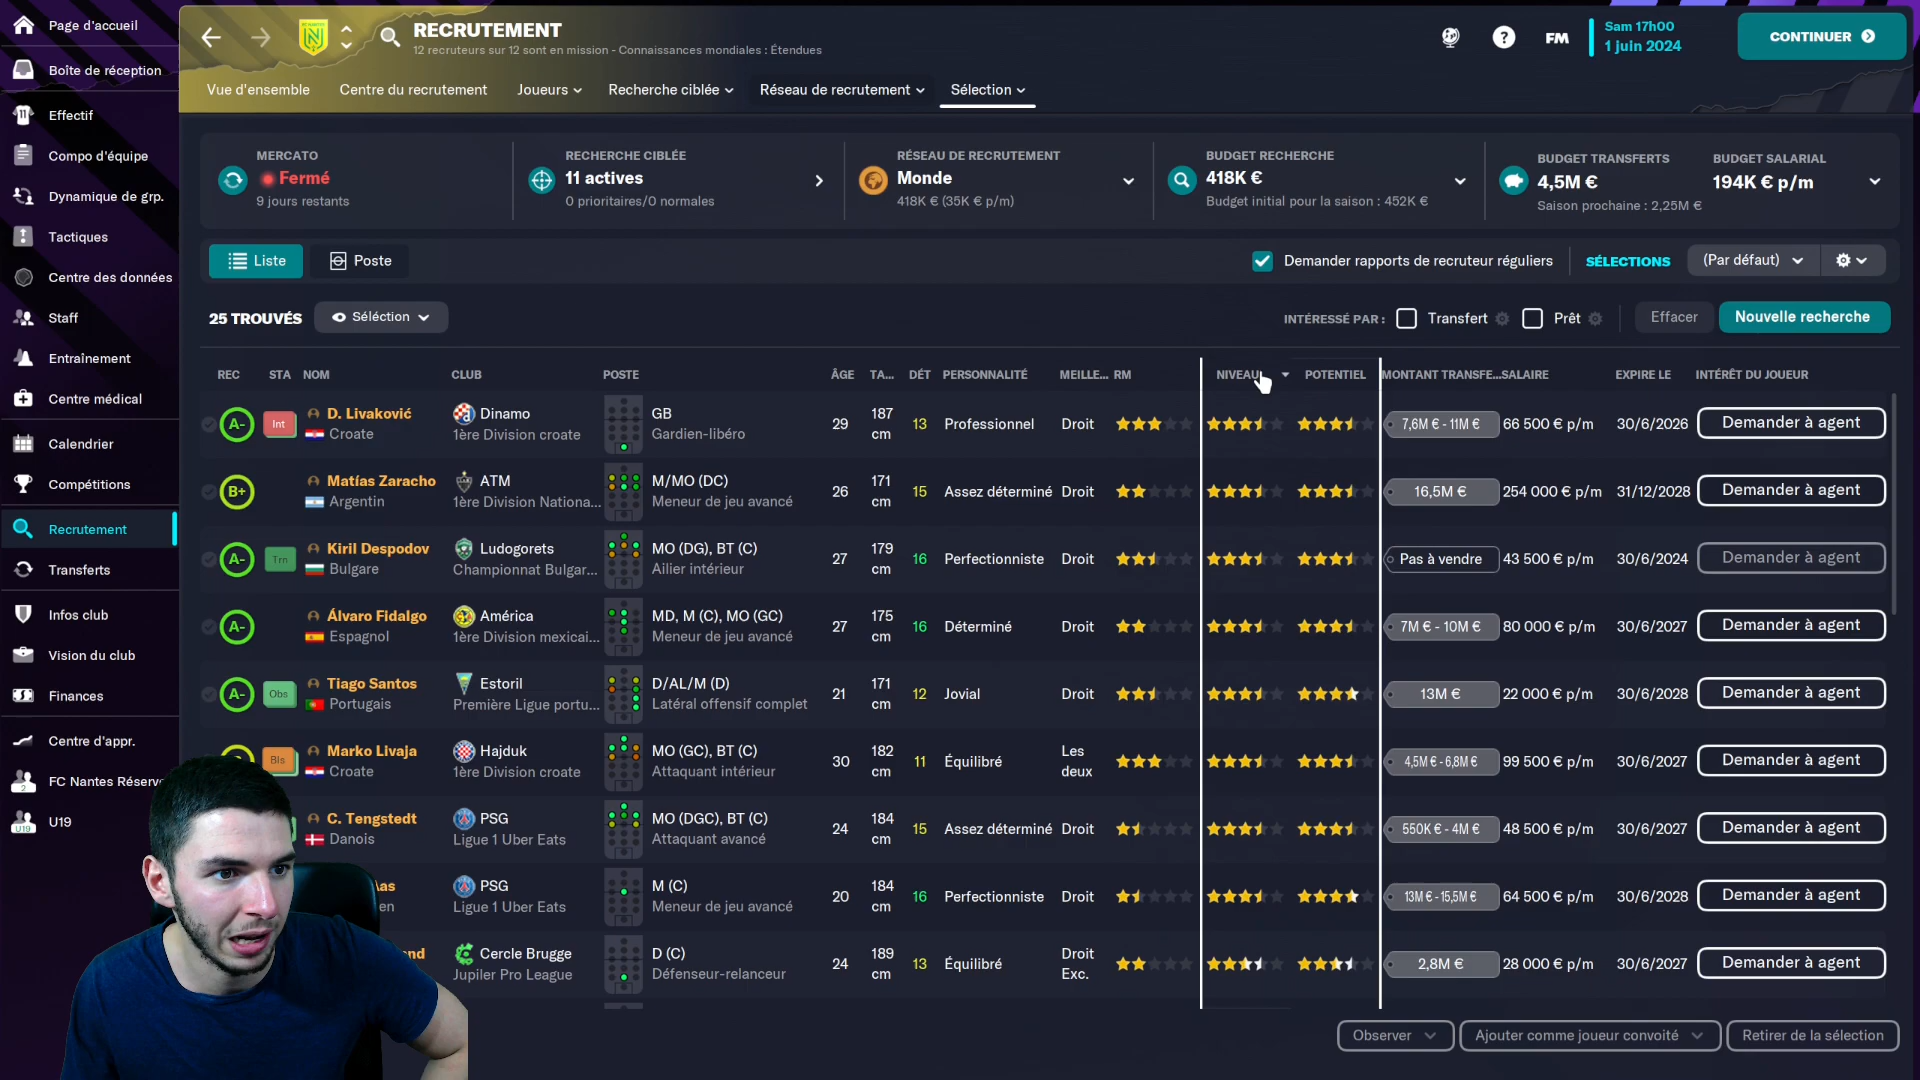 Page d'accueil
Boîte de réception
Effectif
Compo d'équipe
Dynamique de grp.
Tactiques
Centre des données
Staff
Entraînement
Centre médical
Calendrier
Compétitions
Recrutement
Transferts
Infos club
Vision du club
Finances
Centre d'appr.
FC Nantes Réserve
U19
RECRUTEMENT
12 recruteurs sur 12 sont en mission - Connaissances mondiales : Étendues
FM
Sam 17h00
1 juin 2024
CONTINUER
Vue d'ensemble Centre du recrutement Joueurs Recherche ciblée Réseau de recrutement Sélection
MERCATO
Fermé
9 jours restants
RECHERCHE CIBLÉE
11 actives
0 prioritaires/0 normales
RÉSEAU DE RECRUTEMENT
Monde
418K € (35K € p/m)
BUDGET RECHERCHE
418K €
Budget initial pour la saison : 452K €
BUDGET TRANSFERTS
4,5M €
Saison prochaine : 2,25M €
BUDGET SALARIAL
194K € p/m
Liste Poste
Demander rapports de recruteur réguliers SÉLECTIONS (Par défaut)
25 TROUVÉS Séléction
INTÉRESSÉ PAR : Transfert Prêt Effacer Nouvelle recherche
REC STA NOM CLUB POSTE ÂGE TA... DÉT PERSONNALITÉ MEILLE... RM NIVEAU POTENTIEL MONTANT TRANSFE... SALAIRE EXPIRE LE INTÉRÊT DU JOUEUR
A- Int D. Livaković Dinamo GB 29 187 cm 13 Professionnel Droit 7,6M € - 11M € 66 500 € p/m 30/6/2026 Demander à agent
Croate 1ère Division croate Gardien-libéro
B+ Matías Zaracho ATM M/MO (DC) 26 171 cm 15 Assez déterminé Droit 16,5M € 254 000 € p/m 31/12/2028 Demander à agent
Argentin 1ère Division Nationa... Meneur de jeu avancé
A- Trn Kiril Despodov Ludogorets MO (DG), BT (C) 27 179 cm 16 Perfectionniste Droit Pas à vendre 43 500 € p/m 30/6/2024 Demander à agent
Bulgare Championnat Bulgar... Ailier intérieur
A- Álvaro Fidalgo América MD, M (C), MO (GC) 27 175 cm 16 Déterminé Droit 7M € - 10M € 80 000 € p/m 30/6/2027 Demander à agent
Espagnol 1ère Division mexicai... Meneur de jeu avancé
A- Obs Tiago Santos Estoril D/AL/M (D) 21 171 cm 12 Jovial Droit 13M € 22 000 € p/m 30/6/2028 Demander à agent
Portugais Première Ligue portu... Latéral offensif complet
Bls Marko Livaja Hajduk MO (GC), BT (C) 30 182 cm 11 Équilibré Les deux 4,5M € - 6,8M € 99 500 € p/m 30/6/2027 Demander à agent
Croate 1ère Division croate Attaquant intérieur
C. Tengstedt PSG MO (DGC), BT (C) 24 184 cm 15 Assez déterminé Droit 550K € - 4M € 48 500 € p/m 30/6/2027 Demander à agent
Danois Ligue 1 Uber Eats Attaquant avancé
PSG M (C) 20 184 cm 16 Perfectionniste Droit 13M € - 15,5M € 64 500 € p/m 30/6/2028 Demander à agent
Ligue 1 Uber Eats Meneur de jeu avancé
Cercle Brugge D (C) 24 189 cm 13 Équilibré Droit Exc. 2,8M € 28 000 € p/m 30/6/2027 Demander à agent
Jupiler Pro League Défenseur-relanceur
Observer Ajouter comme joueur convoité Retirer de la sélection